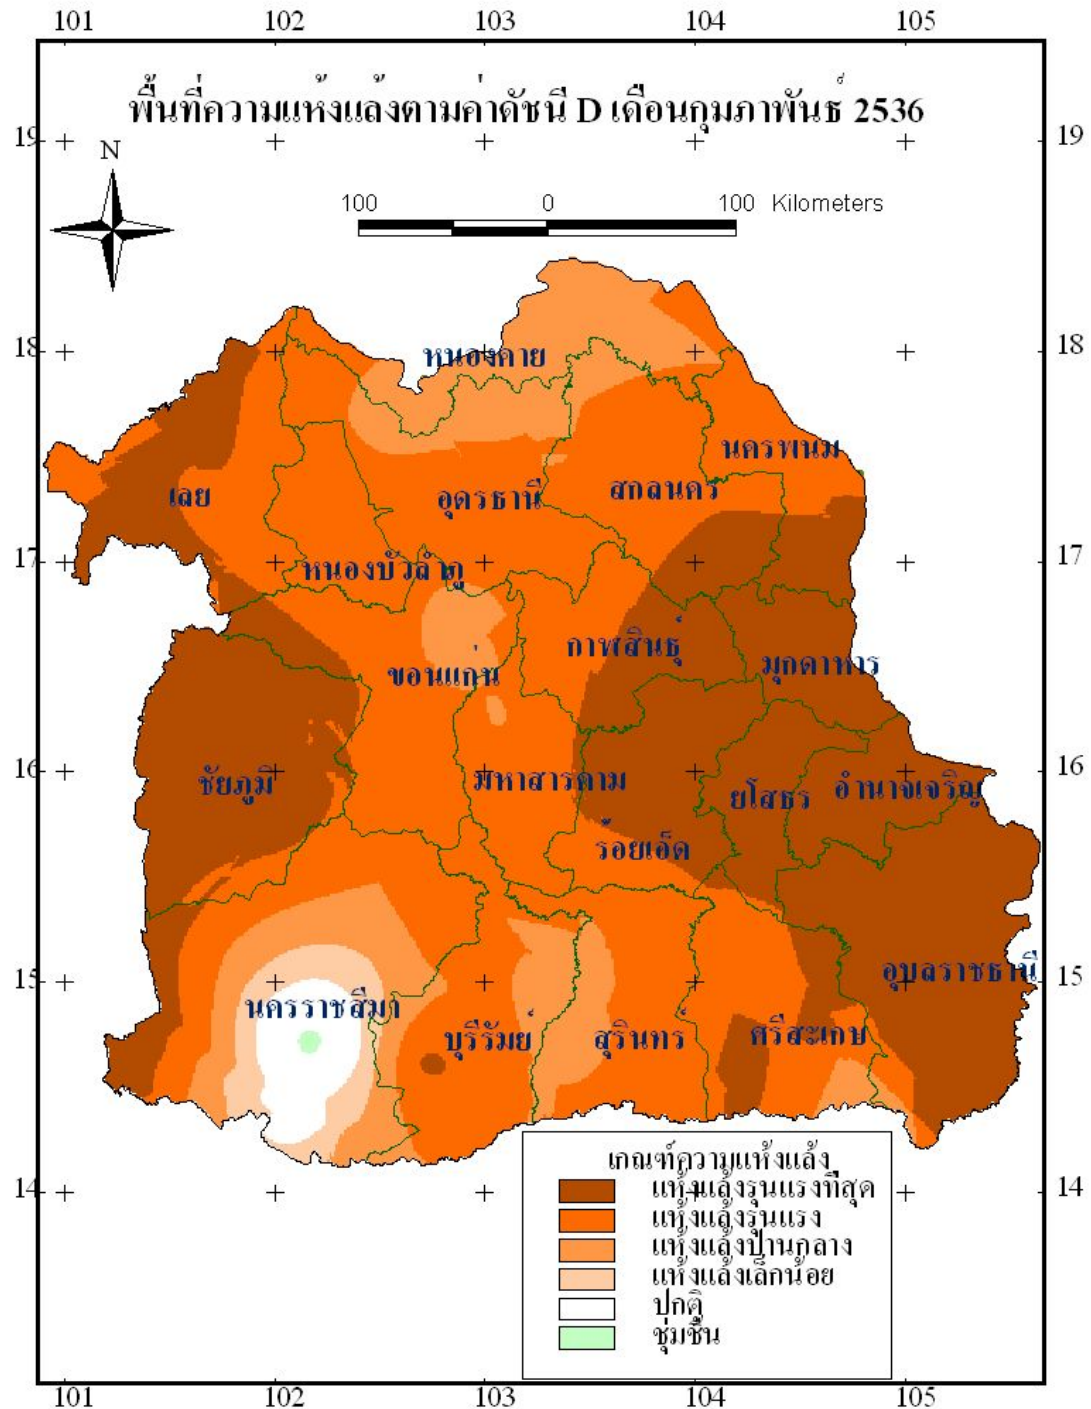 101 102 103 104 105
พื้นที่ความแห้งแล้งตามค่าดัชนี D เดือนกุมภาพันธ์ 2536
19 19
N
100 0 100 Kilometers
18 18
หนองคาย
นครพนม
เลย อุดรธานี สกลนคร
17 17
หนองบัวลำภู
กาฬสินธุ์
ขอนแก่น มุกดาหาร
16 16
ชัยภูมิ มหาสารคาม ยโสธร อำนาจเจริญ
ร้อยเอ็ด
15 15
อุบลราชธานี
นครราชสีมา
บุรีรัมย์ สุรินทร์ ศรีสะเกษ
เกณฑ์ความแห้งแล้ง
14 14
แห้งแล้งรุนแรงที่สุด
แห้งแล้งรุนแรง
แห้งแล้งปานกลาง
แห้งแล้งเล็กน้อย
ปกติ
ชุ่มชื้น
101 102 103 104 105